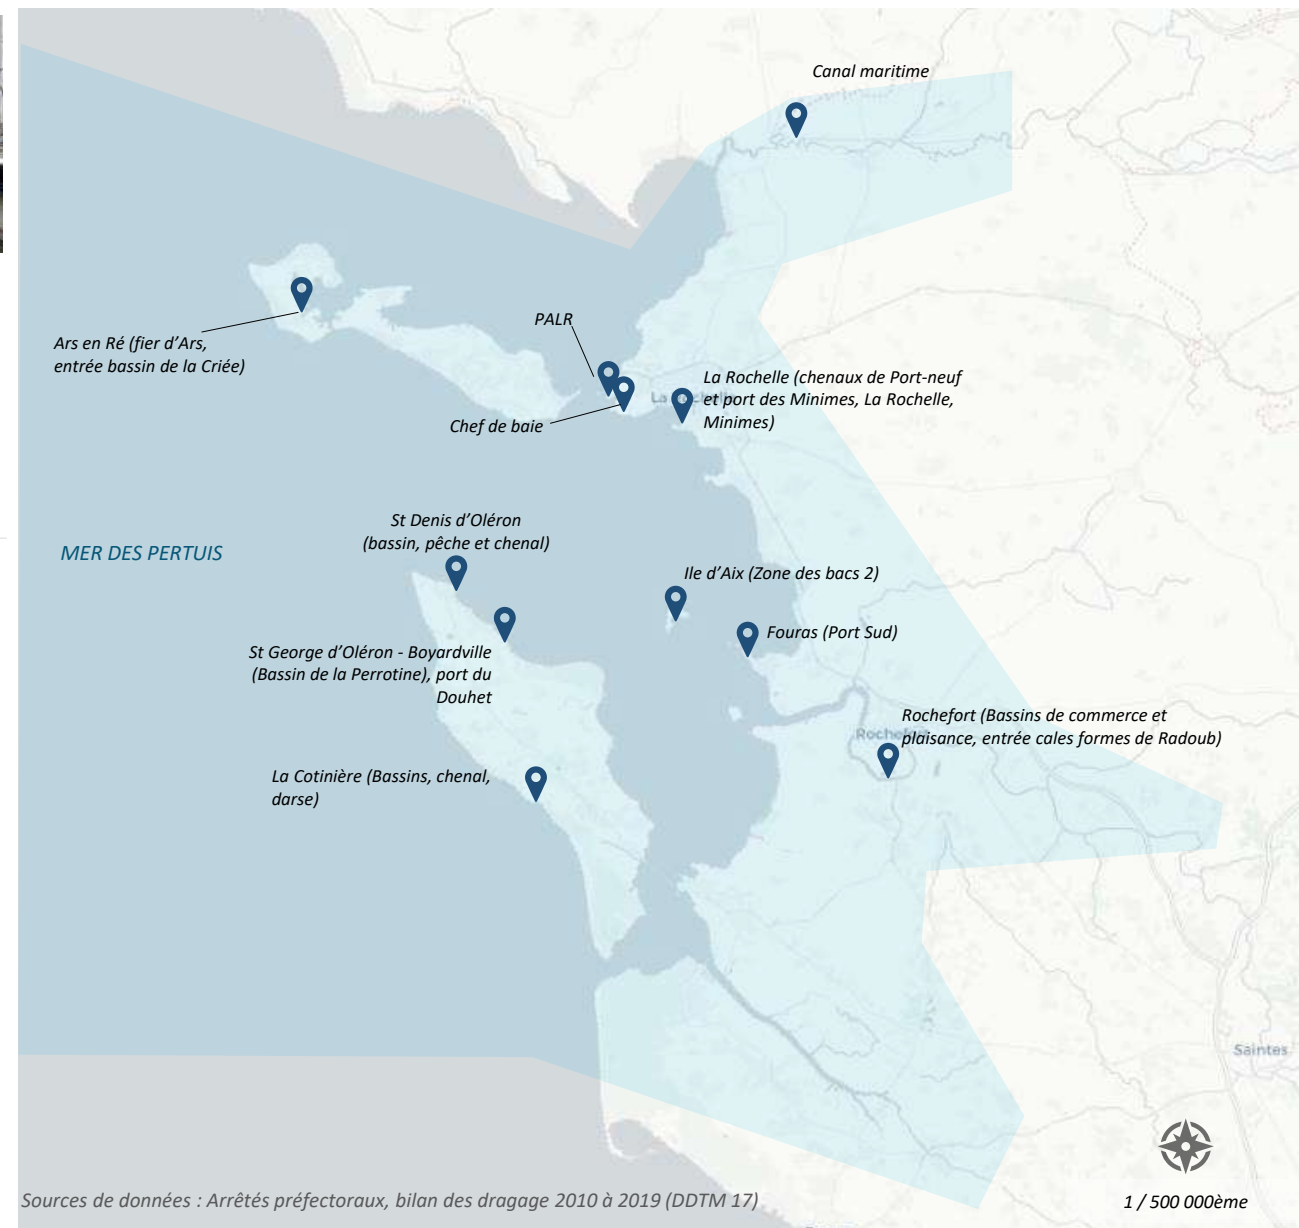 Canal maritime
Ars en Ré (fier d’Ars,
entrée bassin de la Criée)
PALR
Chef de baie
La Rochelle (chenaux de Port-neuf
et port des Minimes, La Rochelle,
Minimes)
MER DES PERTUIS
St Denis d’Oléron
(bassin, pêche et chenal)
Ile d’Aix (Zone des bacs 2)
Fouras (Port Sud)
St George d’Oléron - Boyardville
(Bassin de la Perrotine), port du
Douhet
Rochefort (Bassins de commerce et
plaisance, entrée cales formes de Radoub)
Rochefort
La Cotinière (Bassins, chenal,
darse)
Saintes
Sources de données : Arrêtés préfectoraux, bilan des dragage 2010 à 2019 (DDTM 17)
1 / 500 000ème